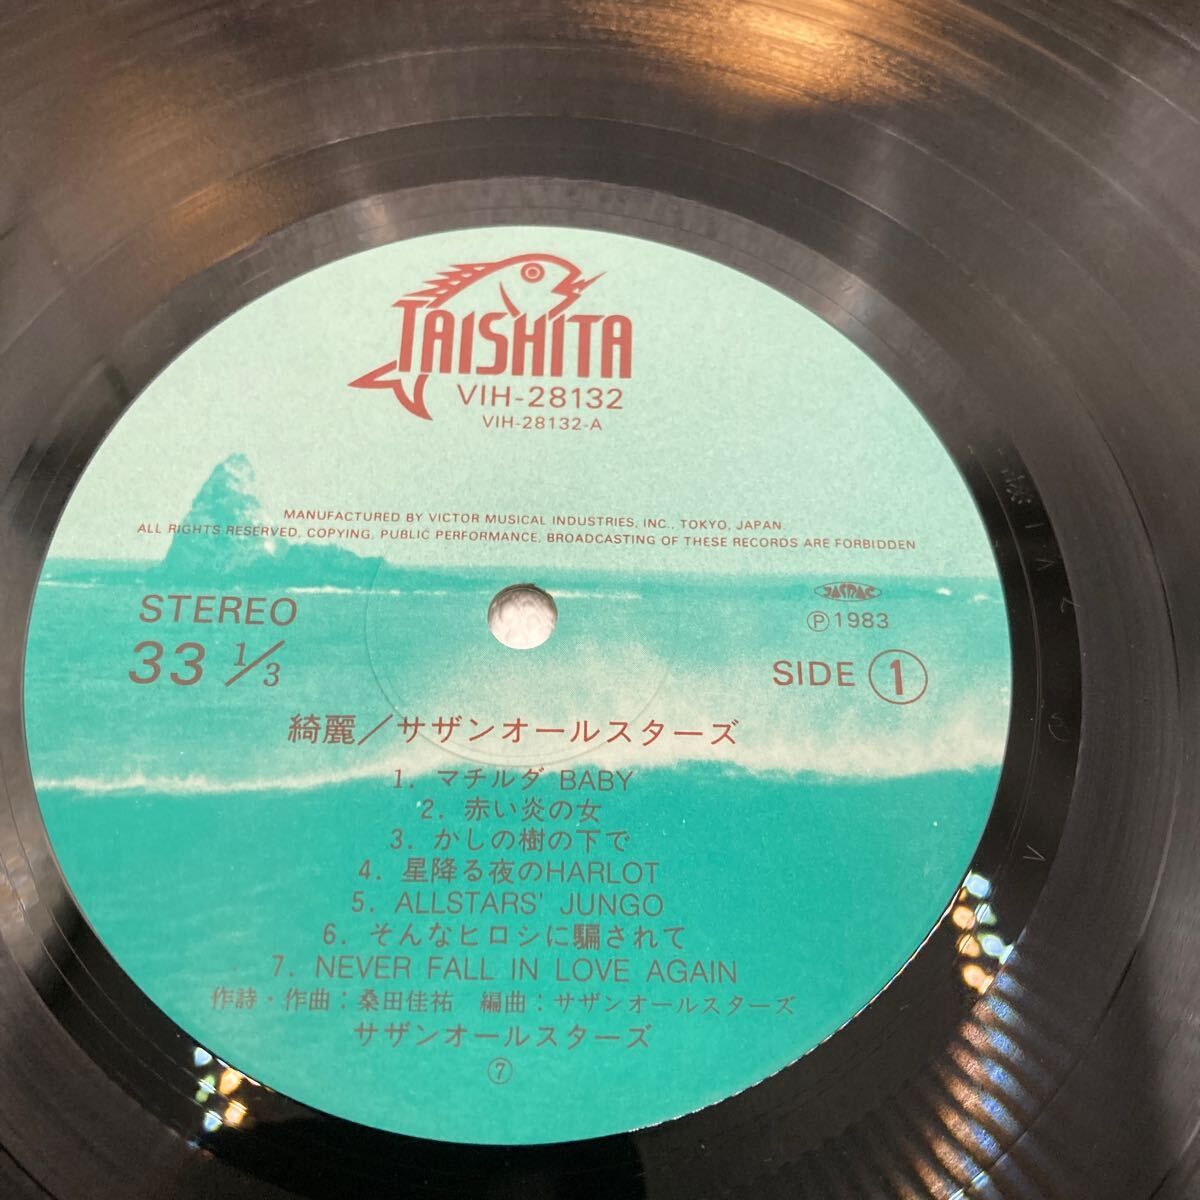 TAISHITA
VIH-28132
VIH-28132-A
MANUFACTURED BY VICTOR MUSICAL INDUSTRIES, INC., TOKYO, JAPAN.
ALL RIGHTS RESERVED, COPYING, PUBLIC PERFORMANCE, BROADCASTING OF THESE RECORDS ARE FORBIDDEN
STEREO
33 1/3
JASRAC
Ⓟ1983
SIDE ①
綺麗／サザンオールスターズ
1. マチルダ BABY
2. 赤い炎の女
3. かしの樹の下で
4. 星降る夜のHARLOT
5. ALLSTARS' JUNGO
6. そんなヒロシに騙されて
7. NEVER FALL IN LOVE AGAIN
作詩・作曲：桑田佳祐　編曲：サザンオールスターズ
サザンオールスターズ
⑦